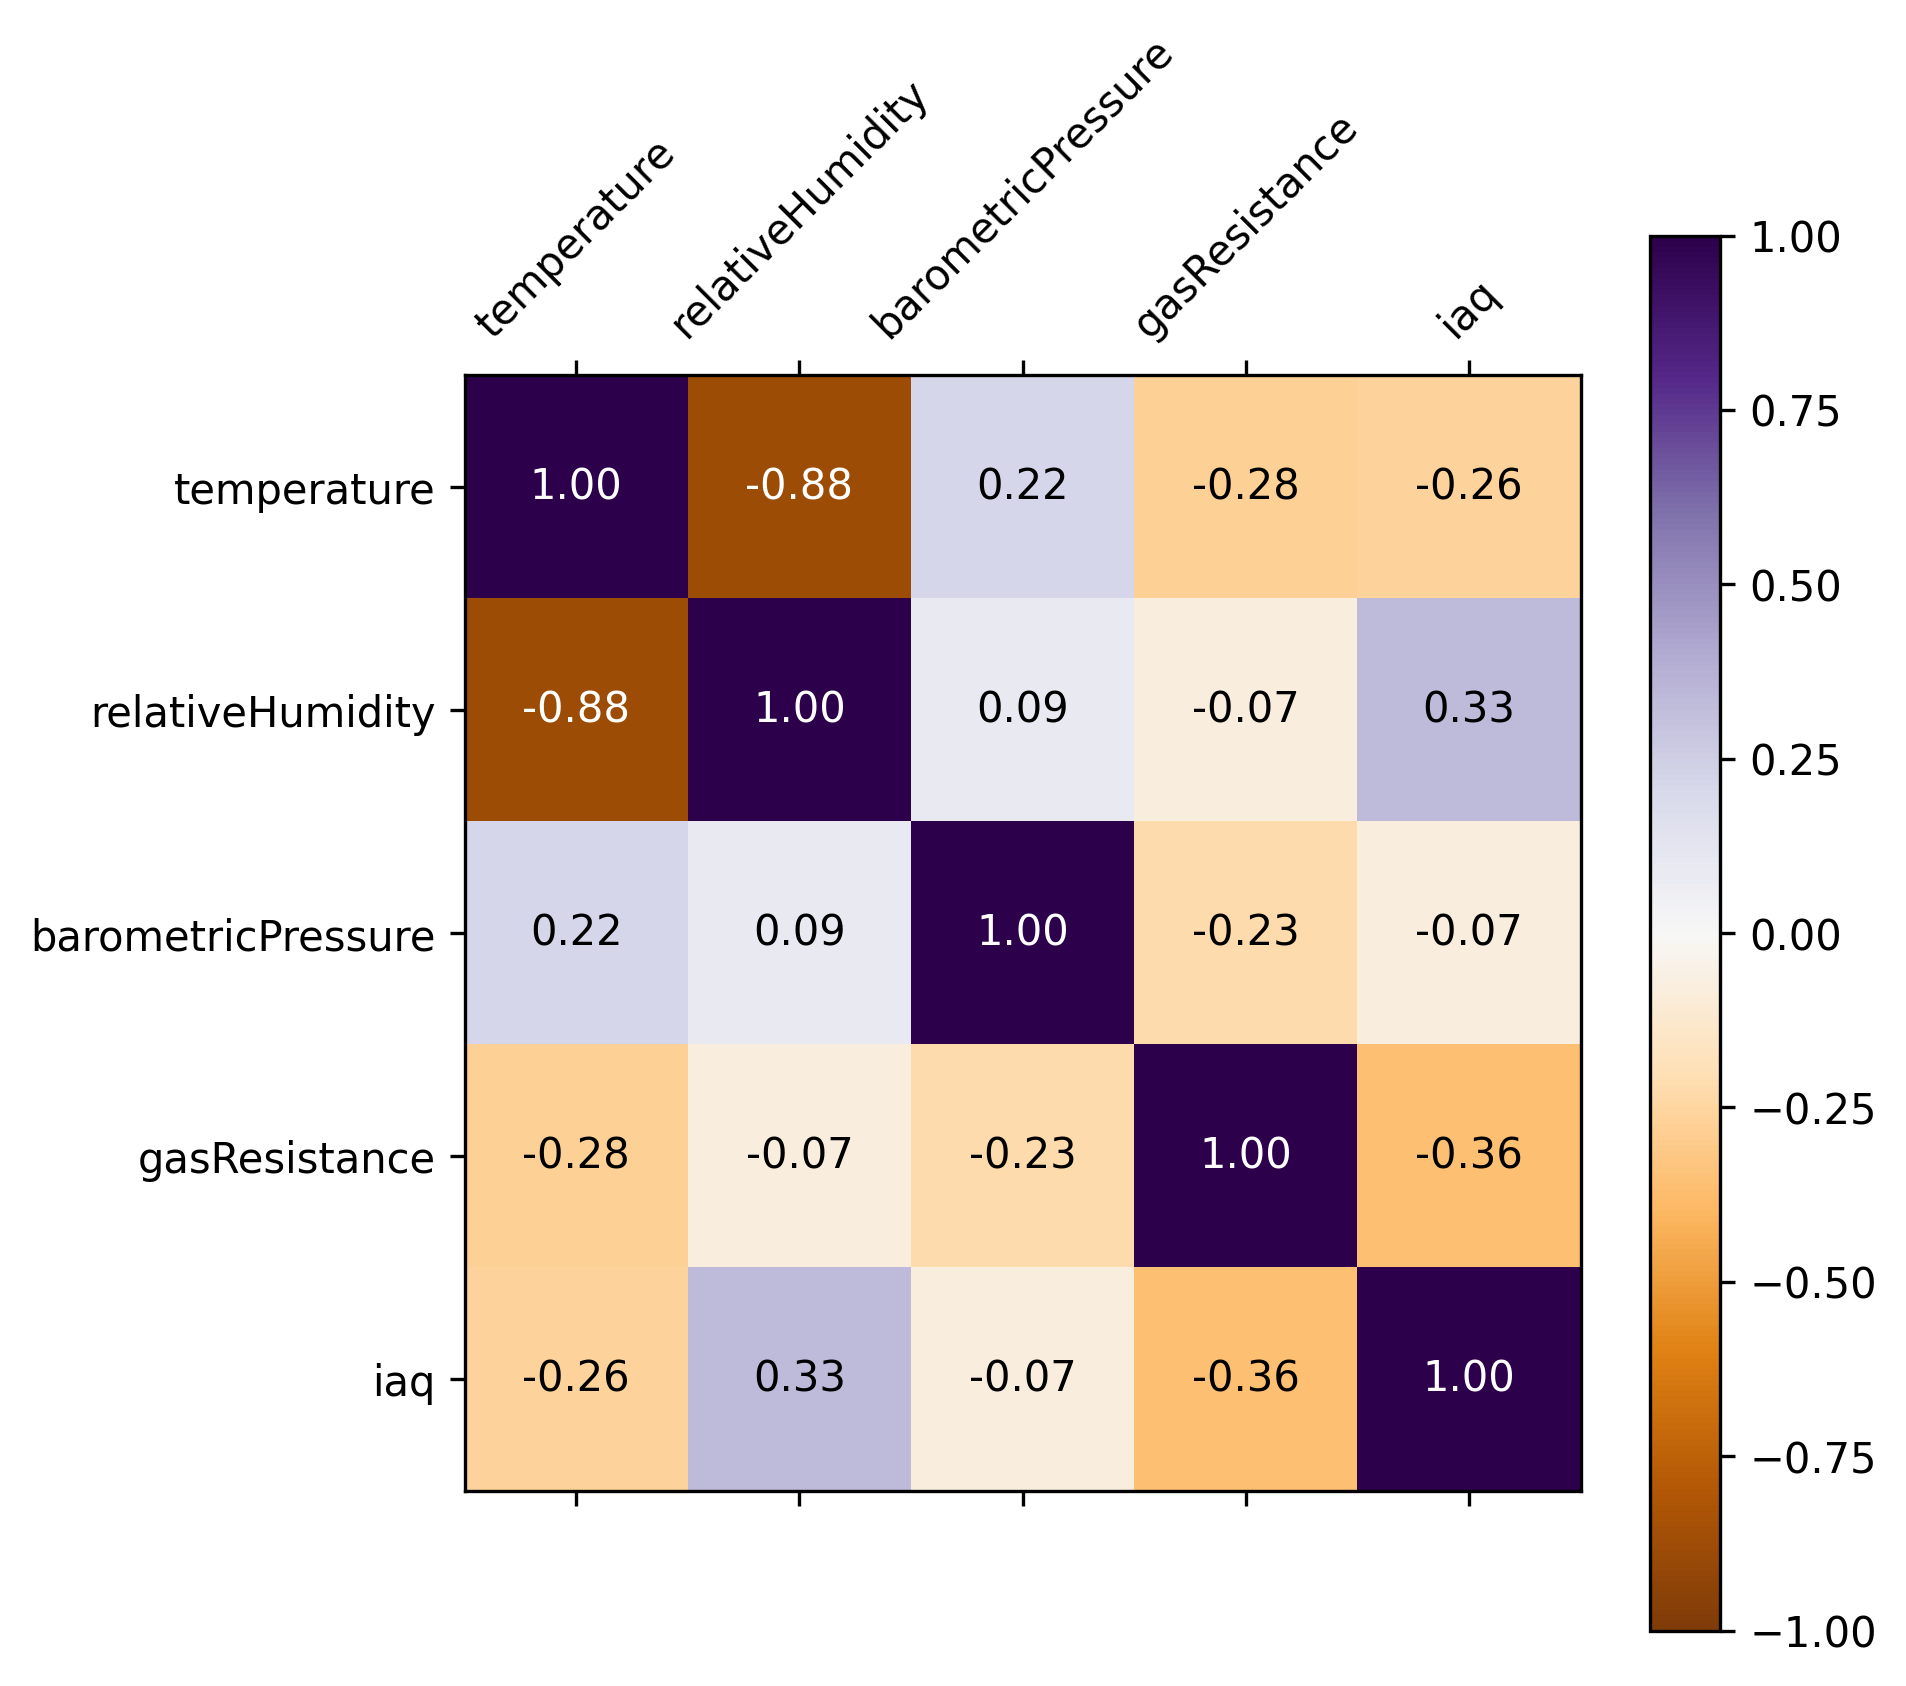 temperature
relativeHumidity
barometricPressure
gasResistance
iaq
temperature 1.00 -0.88 0.22 -0.28 -0.26
relativeHumidity -0.88 1.00 0.09 -0.07 0.33
barometricPressure 0.22 0.09 1.00 -0.23 -0.07
gasResistance -0.28 -0.07 -0.23 1.00 -0.36
iaq -0.26 0.33 -0.07 -0.36 1.00
1.00
0.75
0.50
0.25
0.00
−0.25
−0.50
−0.75
−1.00